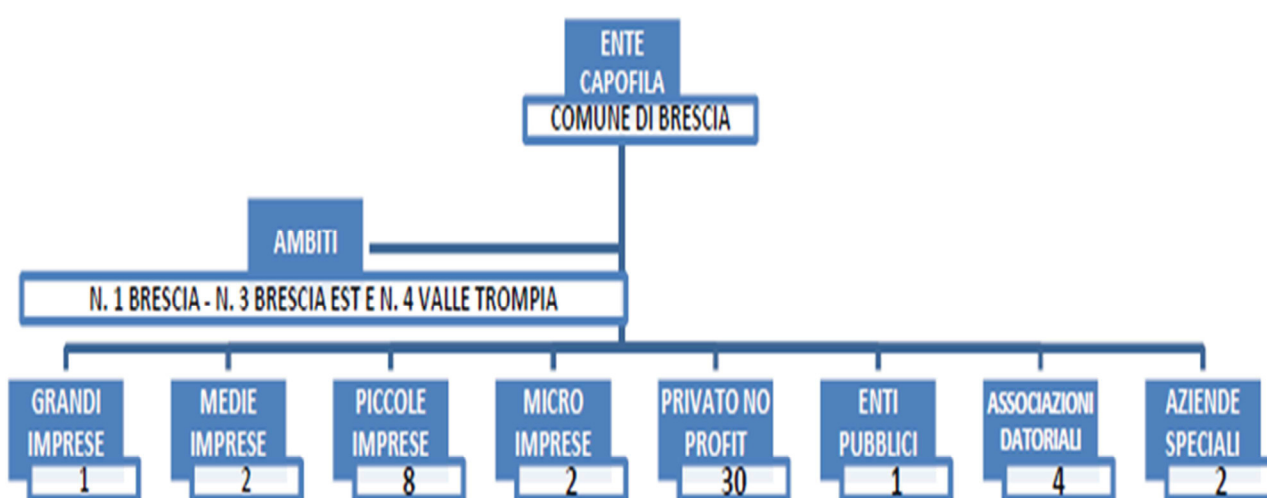 ENTE
CAPOFILA
COMUNE DI BRESCIA
AMBITI
N. 1 BRESCIA - N. 3 BRESCIA EST E N. 4 VALLE TROMPIA
GRANDI
IMPRESE
1
MEDIE
IMPRESE
2
PICCOLE
IMPRESE
8
MICRO
IMPRESE
2
PRIVATO NO
PROFIT
30
ENTI
PUBBLICI
1
ASSOCIAZIONI
DATORIALI
4
AZIENDE
SPECIALI
2